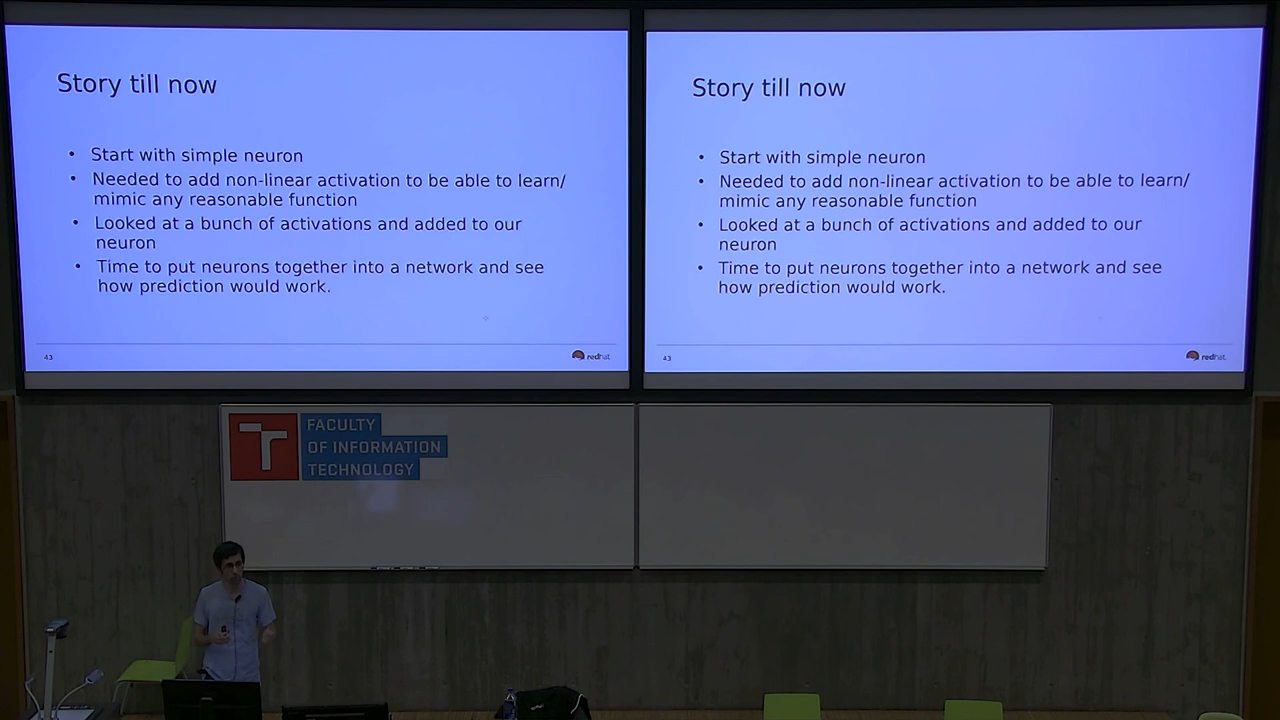 Story till now
• Start with simple neuron
• Needed to add non-linear activation to be able to learn/
mimic any reasonable function
• Looked at a bunch of activations and added to our
neuron
• Time to put neurons together into a network and see
how prediction would work.
43
redhat
Story till now
• Start with simple neuron
• Needed to add non-linear activation to be able to learn/
mimic any reasonable function
• Looked at a bunch of activations and added to our
neuron
• Time to put neurons together into a network and see
how prediction would work.
43
redhat
T
FACULTY
OF INFORMATION
TECHNOLOGY